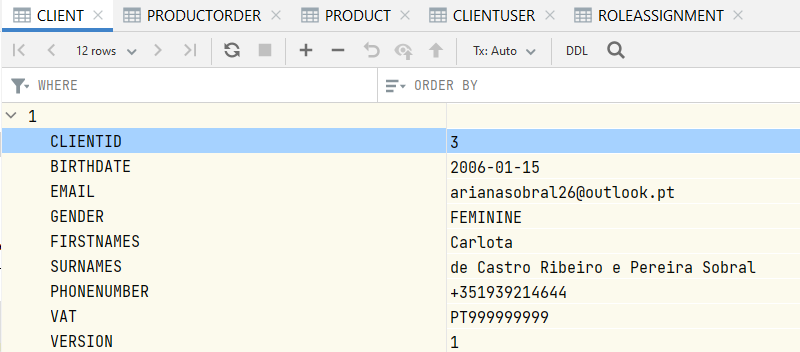 CLIENT PRODUCTORDER PRODUCT CLIENTUSER ROLEASSIGNMENT
12 rows Tx: Auto DDL
WHERE ORDER BY
1
CLIENTID 3
BIRTHDATE 2006-01-15
EMAIL arianasobral26@outlook.pt
GENDER FEMININE
FIRSTNAMES Carlota
SURNAMES de Castro Ribeiro e Pereira Sobral
PHONENUMBER +351939214644
VAT PT999999999
VERSION 1